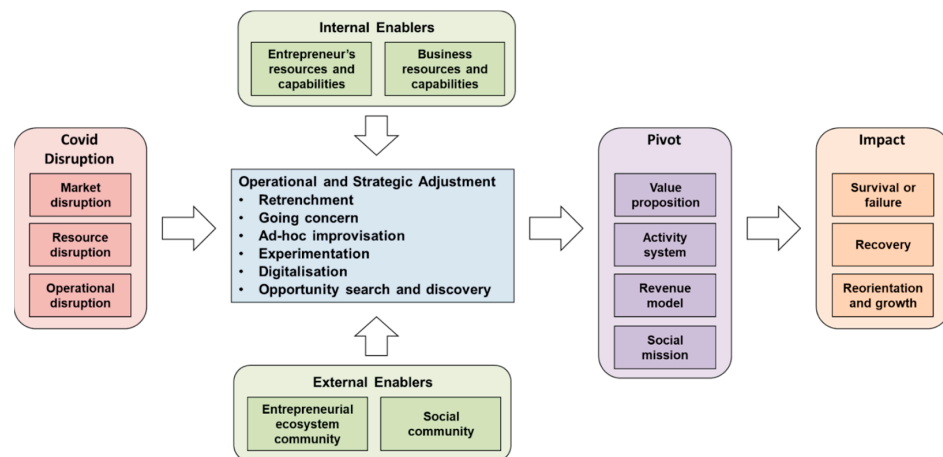 Internal Enablers
Entrepreneur's
resources and
capabilities
Business
resources and
capabilities
Covid
Disruption
Market
disruption
Resource
disruption
Operational
disruption
Operational and Strategic Adjustment
• Retrenchment
• Going concern
• Ad-hoc improvisation
• Experimentation
• Digitalisation
• Opportunity search and discovery
Pivot
Value
proposition
Activity
system
Revenue
model
Social
mission
Impact
Survival or
failure
Recovery
Reorientation
and growth
External Enablers
Entrepreneurial
ecosystem
community
Social
community